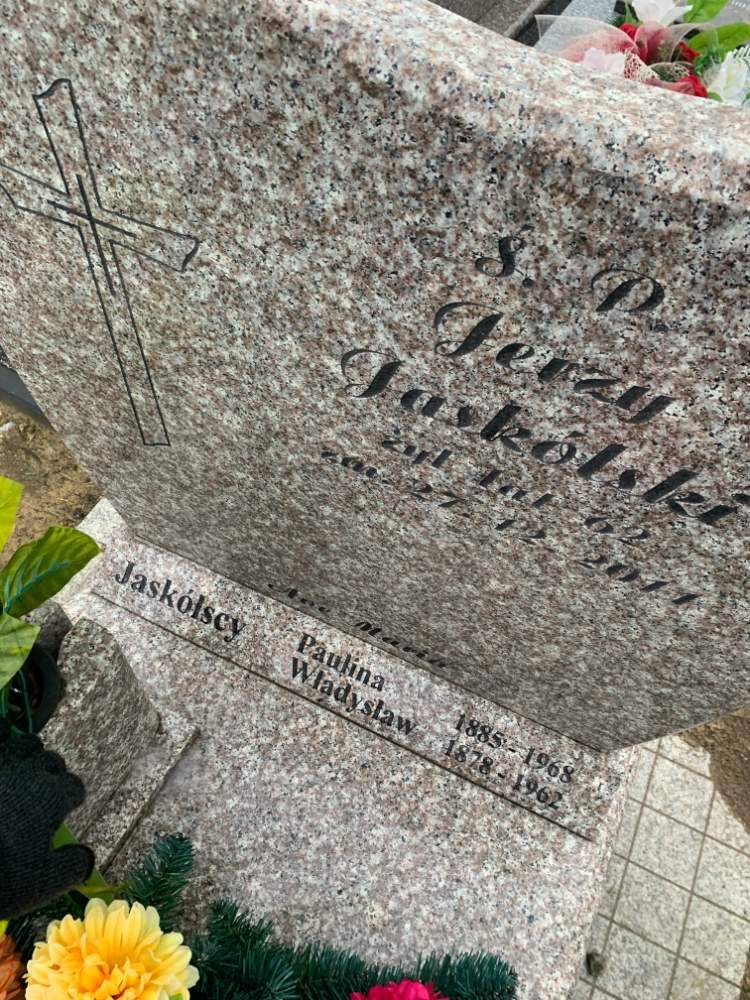 Ś. P.
Jerzy
Jaskólski
żył lat 62
zm. 27. 12. 2011
Ave Maria
Jaskólscy
Paulina 1885 - 1968
Władysław 1878 - 1962